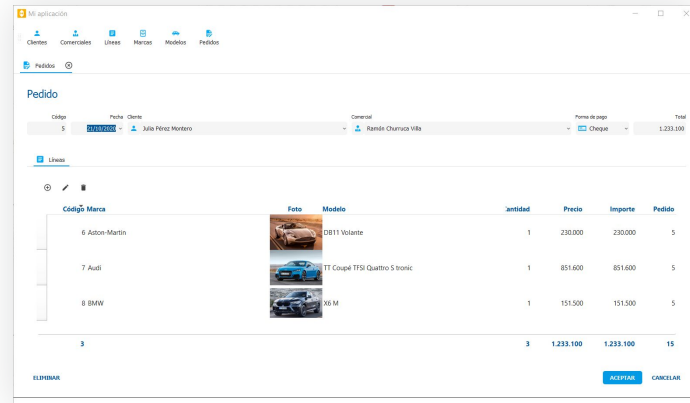 Mi aplicación
Clientes Comerciales Líneas Marcas Modelos Pedidos
Pedidos
Pedido
Código Fecha Cliente Comercial Forma de pago Total
5 21/10/2020 Julia Pérez Montero Ramón Churruca Villa Cheque 1.233.100
Líneas
Código Marca Foto Modelo antidad Precio Importe Pedido
6 Aston-Martin DB11 Volante 1 230.000 230.000 5
7 Audi TT Coupé TFSI Quattro S tronic 1 851.600 851.600 5
8 BMW X6 M 1 151.500 151.500 5
3 3 1.233.100 1.233.100 15
ELIMINAR ACEPTAR CANCELAR